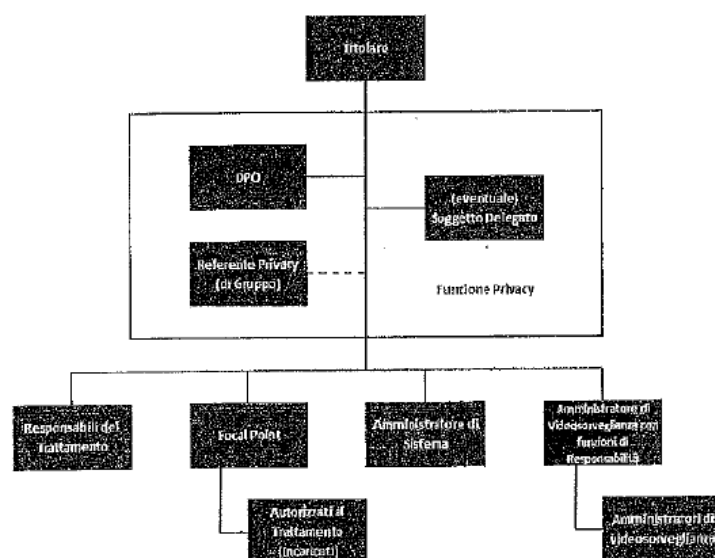 Titolare
DPO
(eventuale)
Soggetto Delegato
Referente Privacy
(di Gruppo)
Funzione Privacy
Responsabili del
Trattamento
Focal Point
Amministratore di
Sistema
Amministratore di
Videosorveglianza con
funzioni di
Responsabilità
Autorizzati al
Trattamento
(Incaricati)
Amministratori di
videosorveglianza